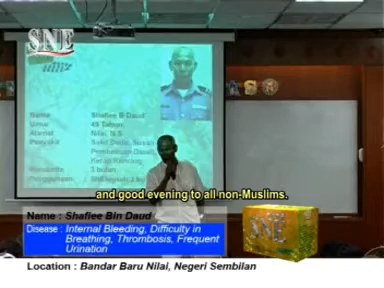 SNE
Nama : Shafiee B Daud
Umur : 49 Tahun
Alamat : Nilai, N.S
and good evening to all non-Muslims.
Name : Shafiee Bin Daud
Disease : Internal Bleeding, Difficulty in
Breathing, Thrombosis, Frequent
Urination
SNE
Location : Bandar Baru Nilai, Negeri Sembilan